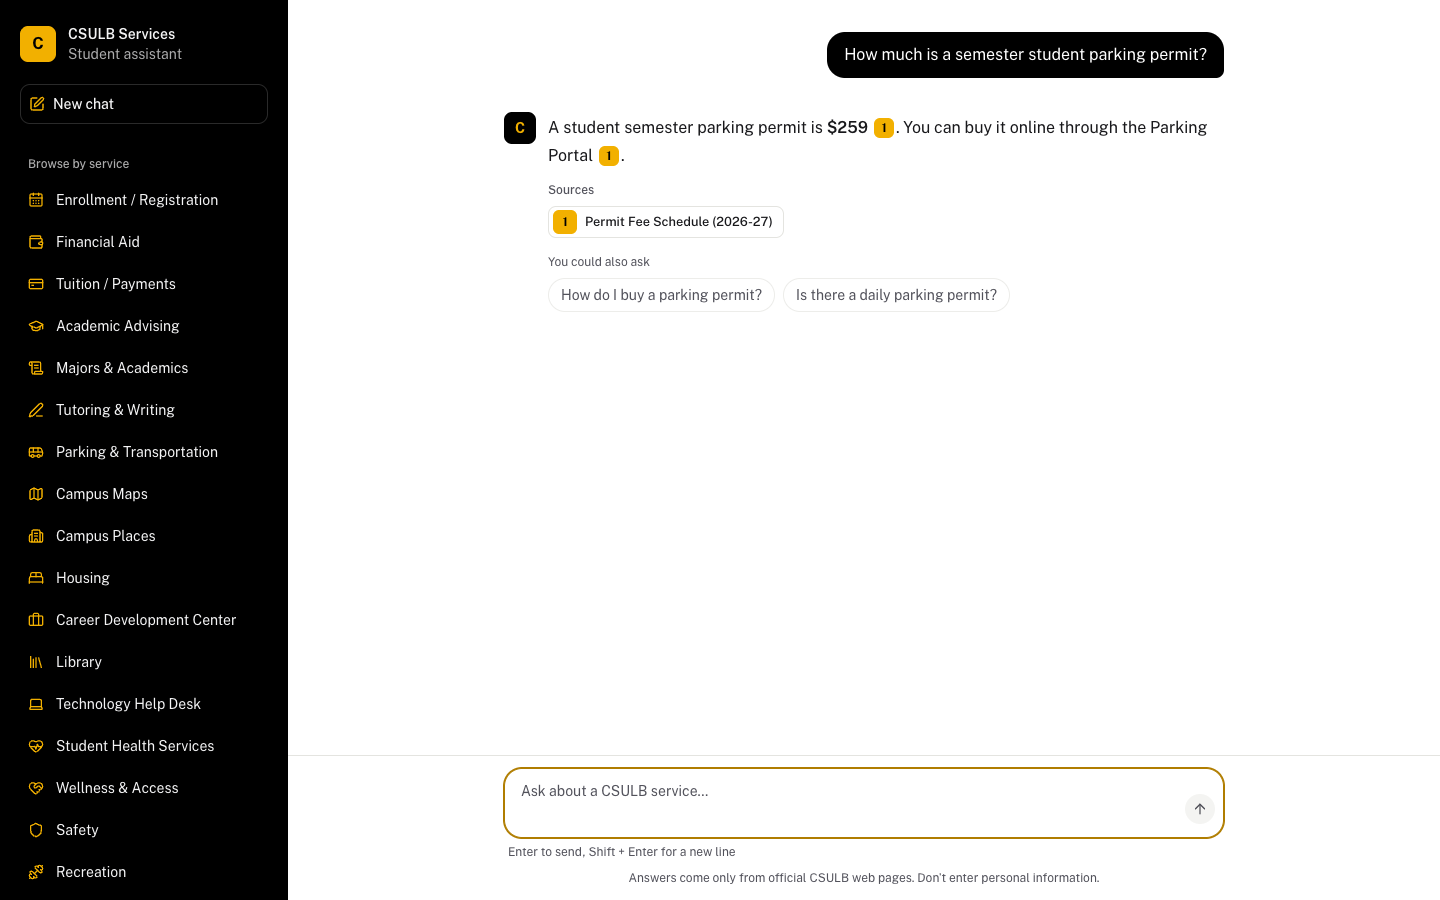 C
CSULB Services
Student assistant
New chat
Browse by service
Enrollment / Registration
Financial Aid
Tuition / Payments
Academic Advising
Majors & Academics
Tutoring & Writing
Parking & Transportation
Campus Maps
Campus Places
Housing
Career Development Center
Library
Technology Help Desk
Student Health Services
Wellness & Access
Safety
Recreation
How much is a semester student parking permit?
C
A student semester parking permit is $259 1. You can buy it online through the Parking
Portal 1.
Sources
1 Permit Fee Schedule (2026-27)
You could also ask
How do I buy a parking permit? Is there a daily parking permit?
Ask about a CSULB service...
Enter to send, Shift + Enter for a new line
Answers come only from official CSULB web pages. Don't enter personal information.